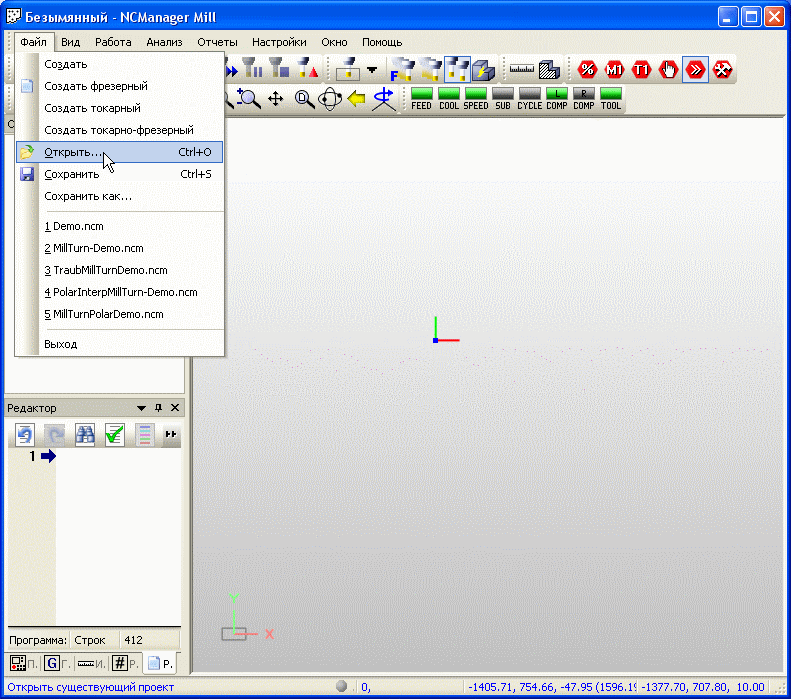 Безымянный - NCManager Mill
Файл Вид Работа Анализ Отчеты Настройки Окно Помощь
Создать
Создать фрезерный
Создать токарный
Создать токарно-фрезерный
Открыть... Ctrl+O
Сохранить Ctrl+S
Сохранить как...
1 Demo.ncm
2 MillTurn-Demo.ncm
3 TraubMillTurnDemo.ncm
4 PolarInterpMillTurn-Demo.ncm
5 MillTurnPolarDemo.ncm
Выход
F % M1 T1
FEED COOL SPEED SUB CYCLE L COMP R COMP TOOL
Редактор
1
Y
X
Программа: Строк 412
П. G Г. И. # Р. Р.
Открыть существующий проект 0, -1405.71, 754.66, -47.95 (1596.19 -1377.70, 707.80, 10.00